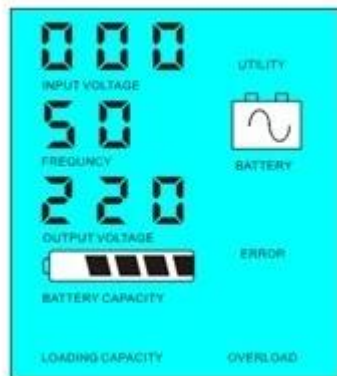 000
UTILITY
INPUT VOLTAGE
50
FREQUNCY
BATTERY
220
OUTPUT VOLTAGE
ERROR
BATTERY CAPACITY
LOADING CAPACITY
OVERLOAD